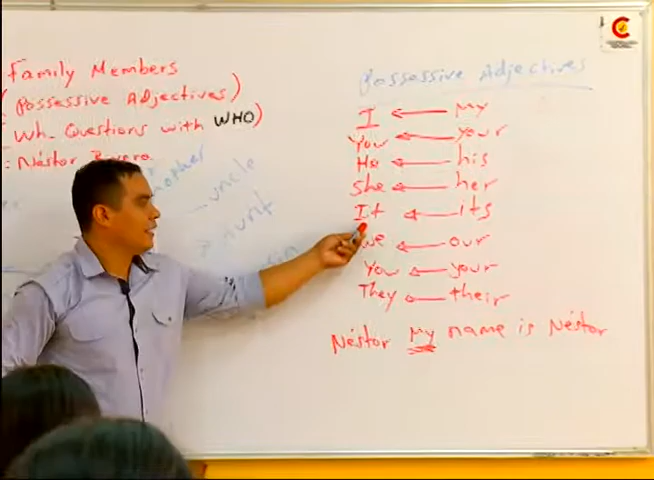 Family Members
(Possessive Adjectives)
: Wh. Questions with WHO)
: Néstor
mother
uncle
Aunt
Possessive Adjectives
I ← my
You ← your
He ← his
She ← her
It ← its
We ← our
You ← your
They ← their
Néstor my name is Néstor